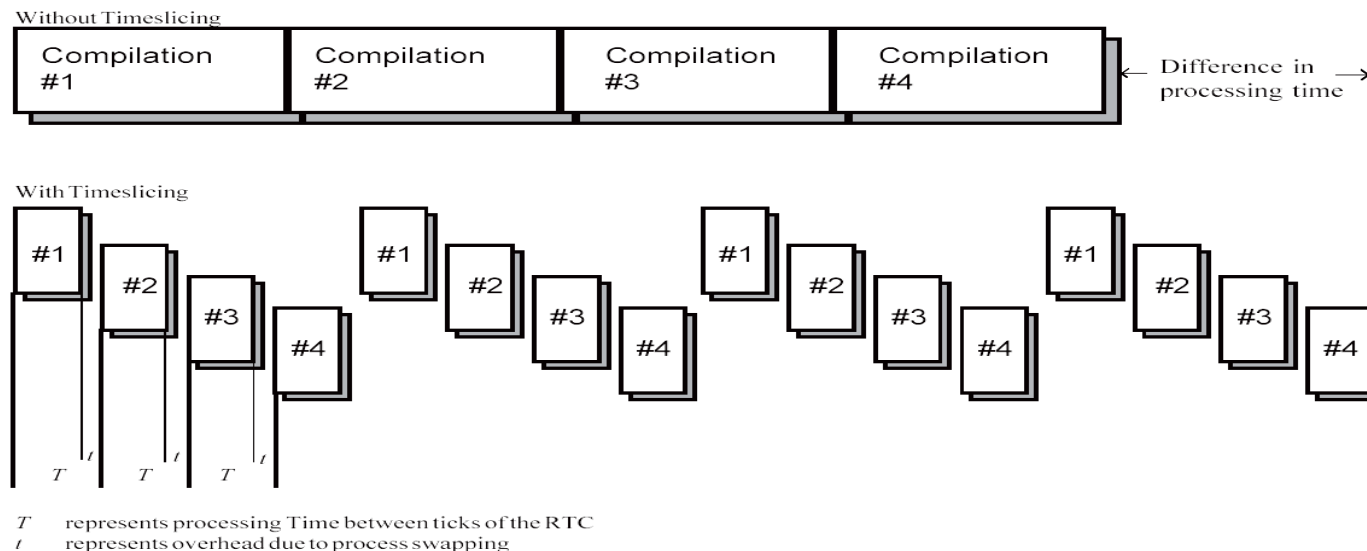 Without Timeslicing
Compilation
#1
Compilation
#2
Compilation
#3
Compilation
#4
Difference in
processing time
With Timeslicing
#1
#2
#3
#4
#1
#2
#3
#4
#1
#2
#3
#4
#1
#2
#3
#4
T t T t T t
T represents processing Time between ticks of the RTC
t represents overhead due to process swapping